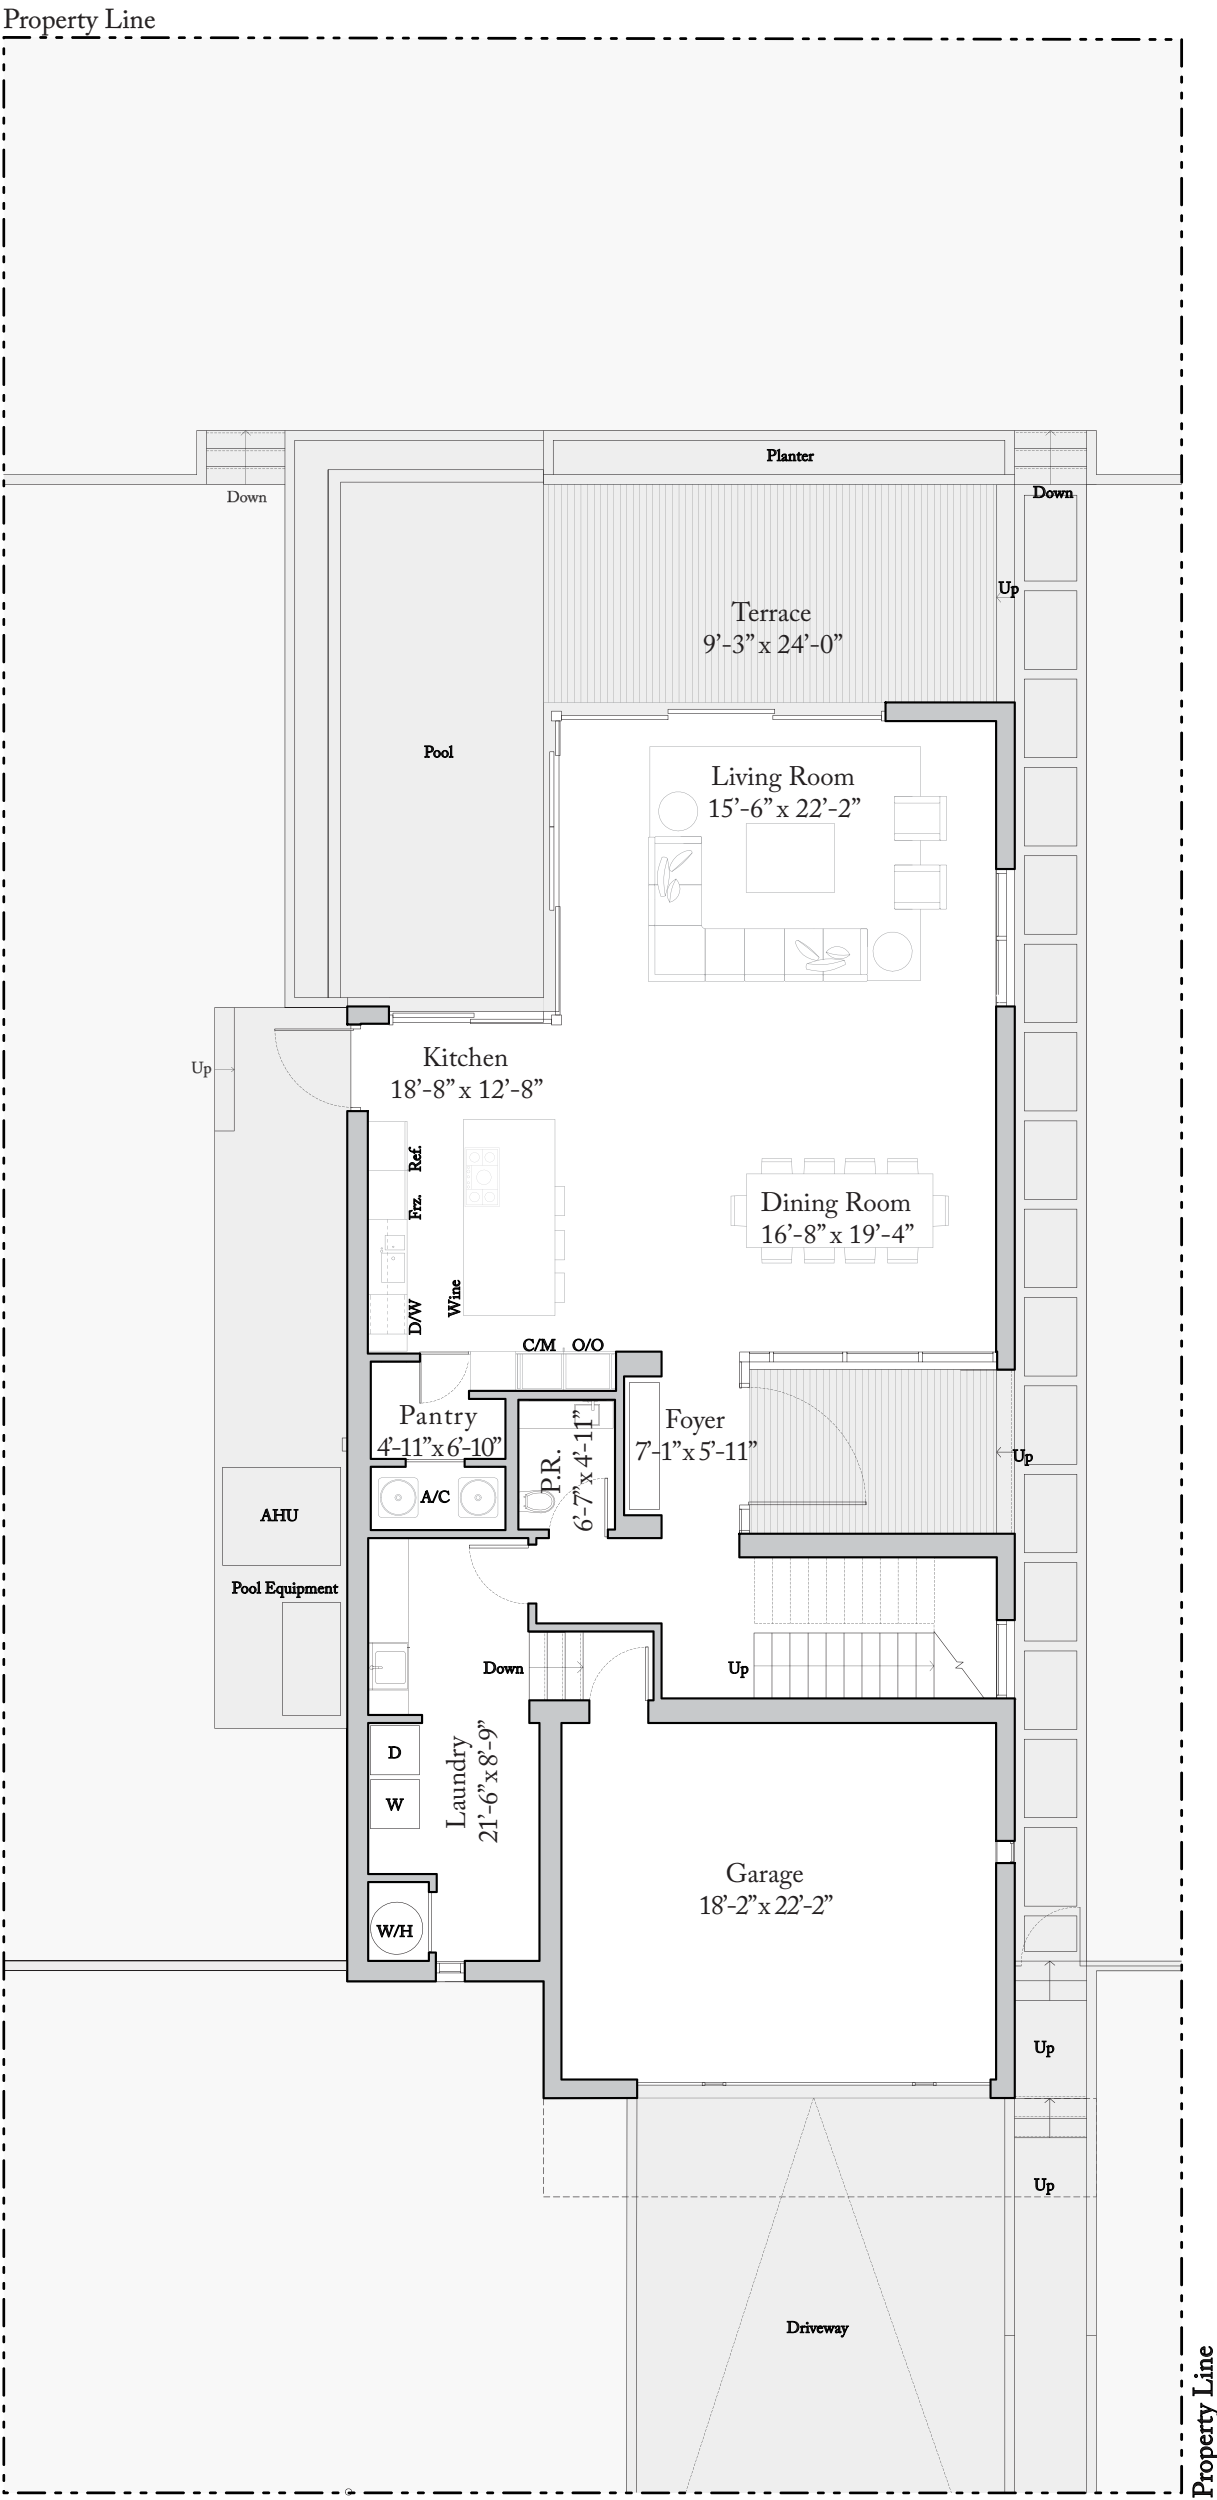 Property Line
Planter
Down
Down
Up
Terrace
9’-3” x 24’-0”
Pool
Living Room
15’-6” x 22’-2”
Kitchen
18’-8” x 12’-8”
Up
Ref.
Frz.
D/W
Wine
Dining Room
16’-8” x 19’-4”
C/M
O/O
Pantry
4’-11” x 6’-10”
P.R.
6’-7” x 4’-11”
Foyer
7’-1” x 5’-11”
Up
A/C
AHU
Pool Equipment
Down
Up
D
W
Laundry
21’-6” x 8’-9”
Garage
18’-2” x 22’-2”
W/H
Up
Up
Driveway
Property Line